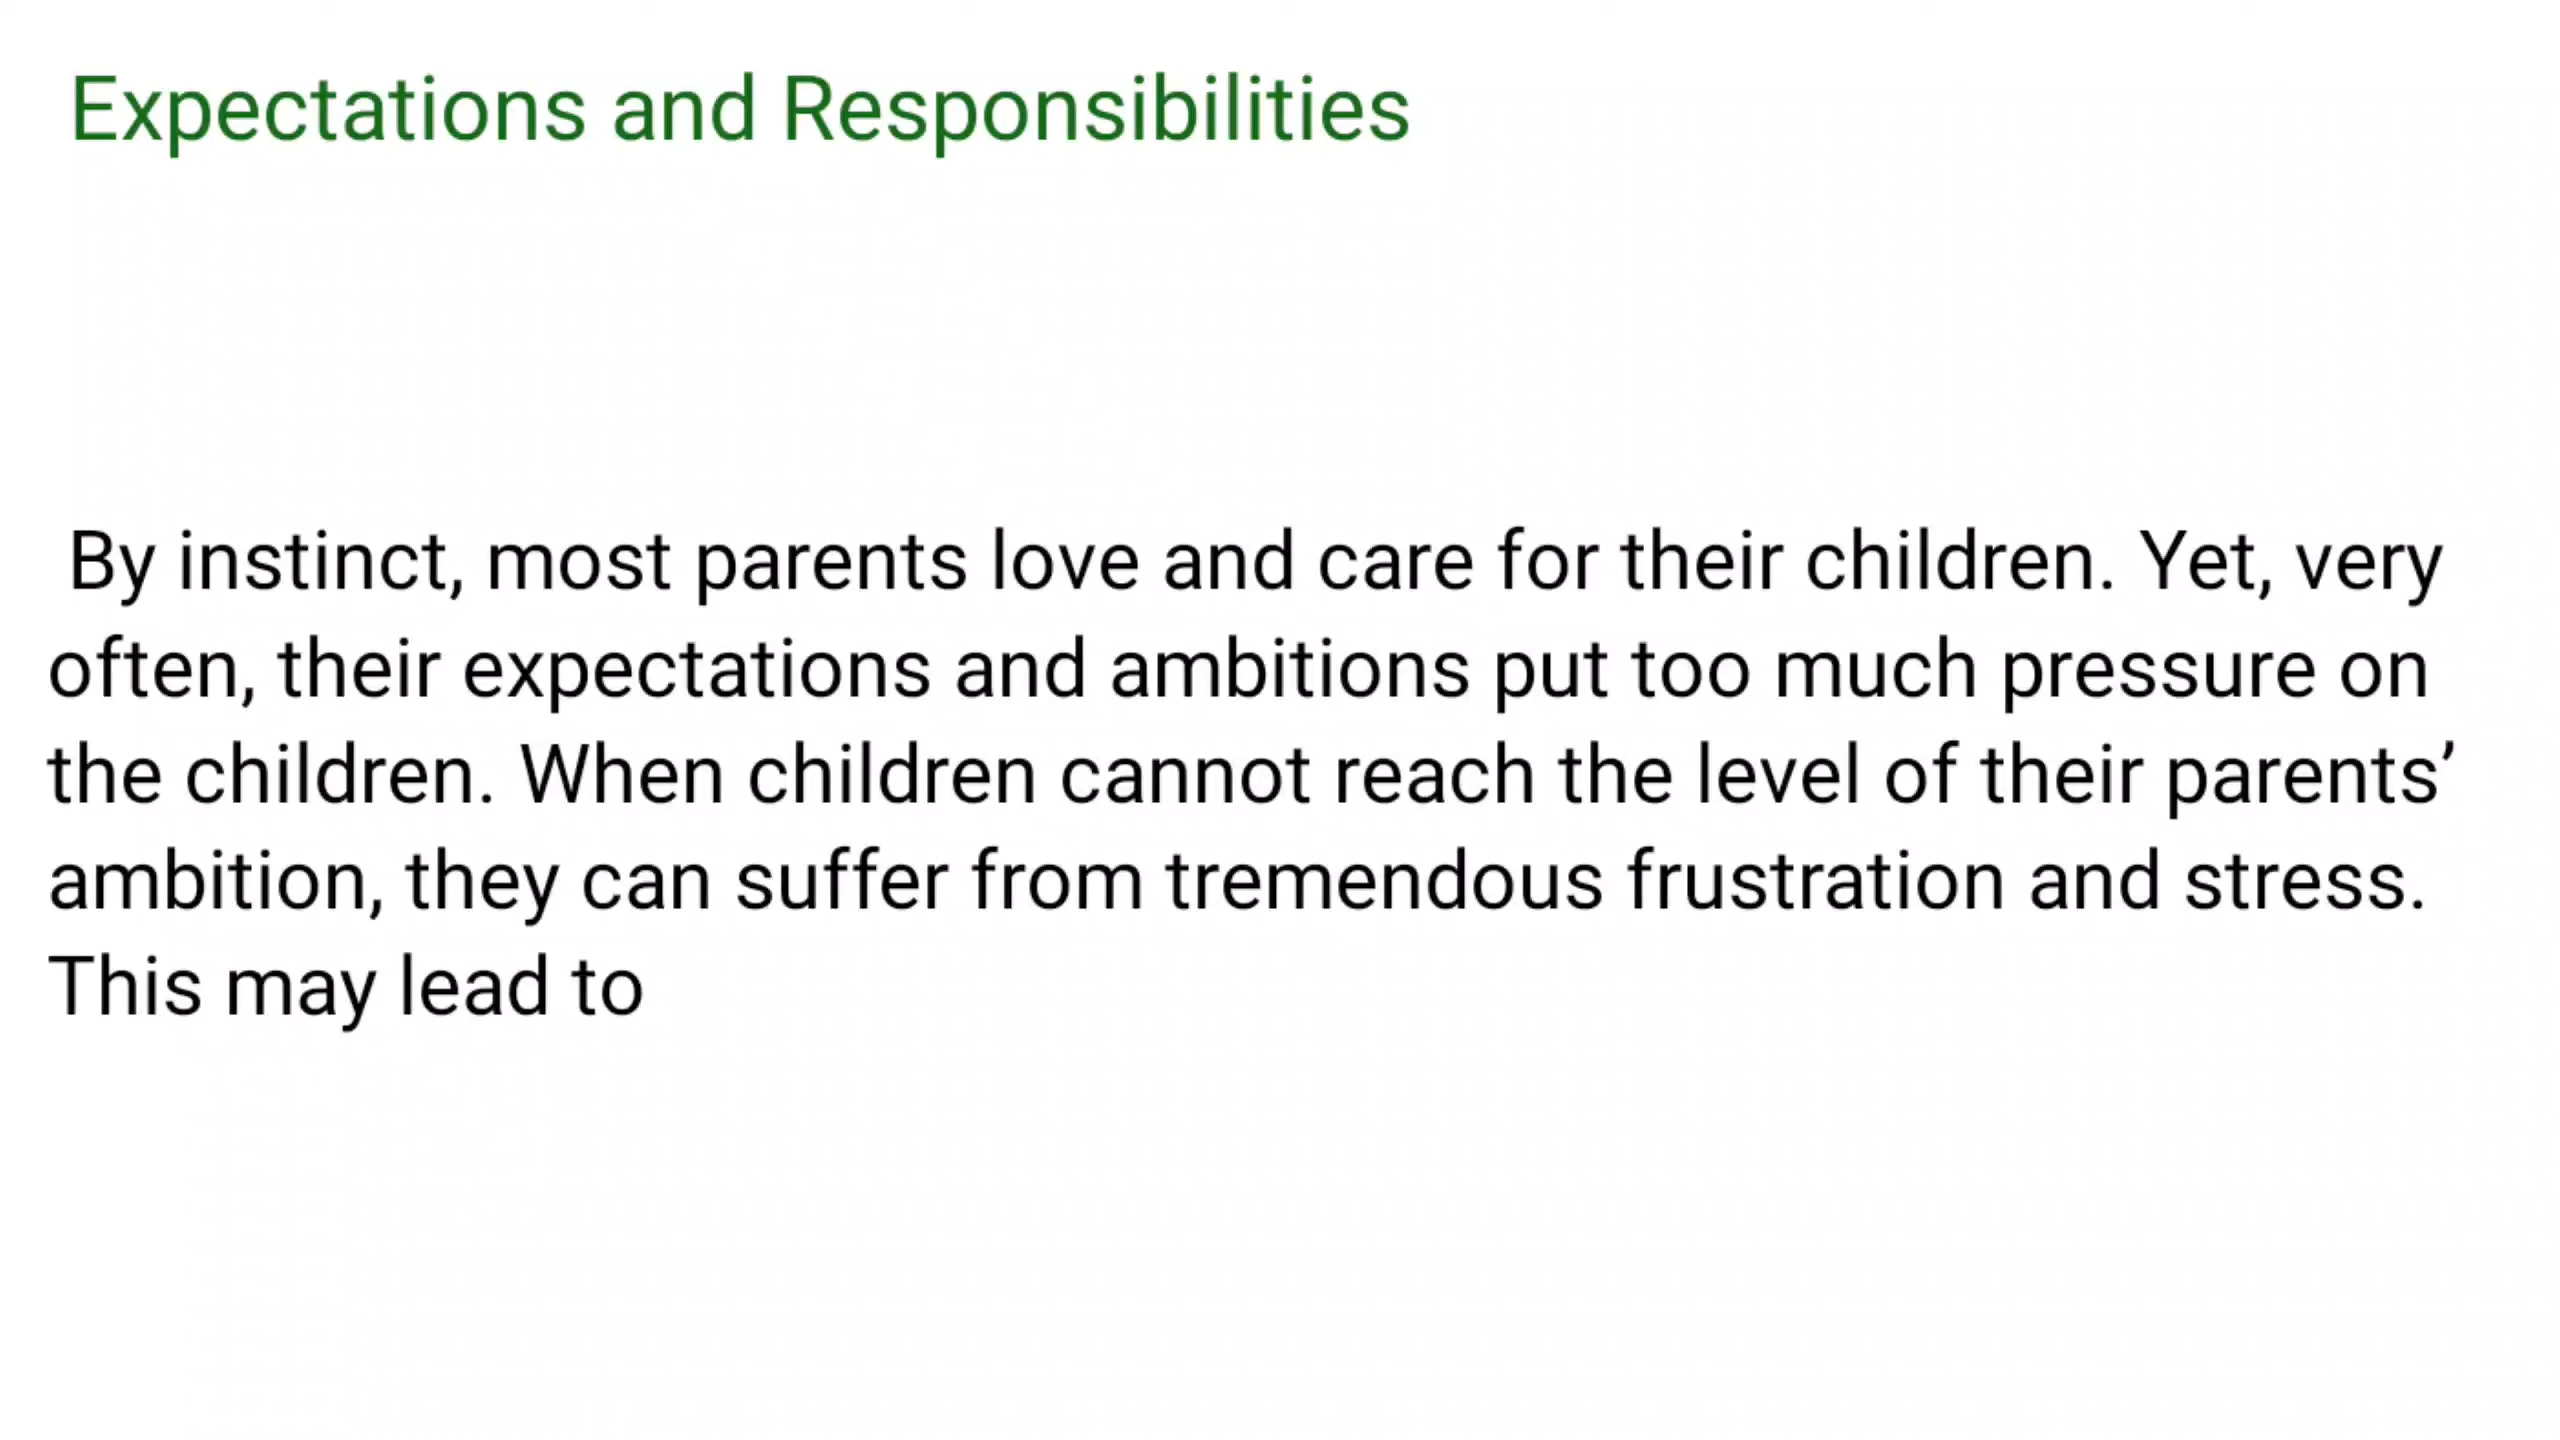 Expectations and Responsibilities
By instinct, most parents love and care for their children. Yet, very
often, their expectations and ambitions put too much pressure on
the children. When children cannot reach the level of their parents’
ambition, they can suffer from tremendous frustration and stress.
This may lead to